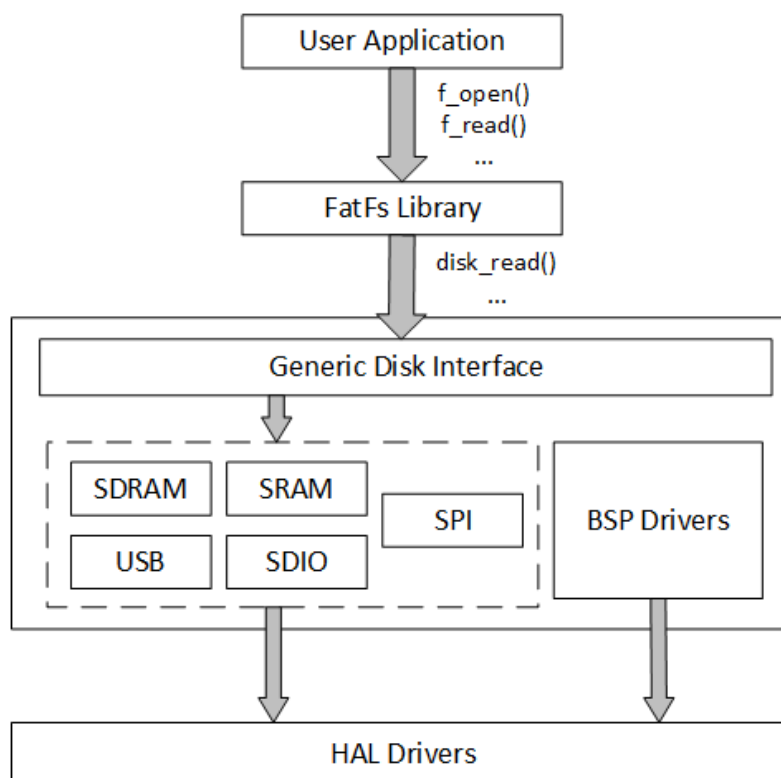 User Application
f_open()
f_read()
...
FatFs Library
disk_read()
...
Generic Disk Interface
SDRAM
SRAM
SPI
USB
SDIO
BSP Drivers
HAL Drivers